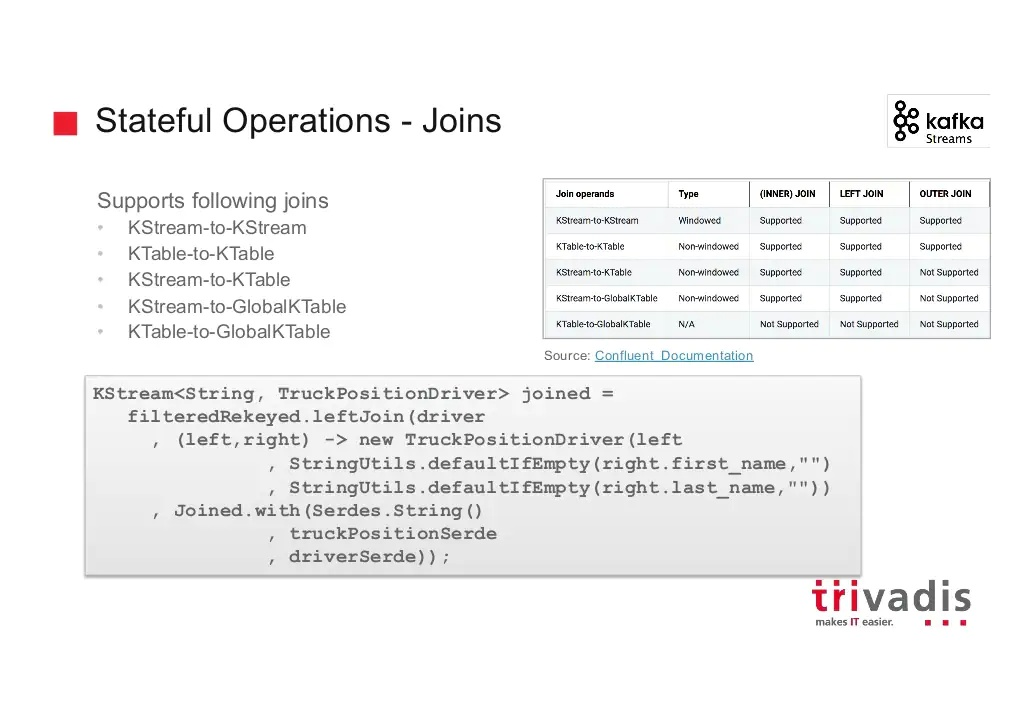 Stateful Operations - Joins
kafka
Streams
Supports following joins
• KStream-to-KStream
• KTable-to-KTable
• KStream-to-KTable
• KStream-to-GlobalKTable
• KTable-to-GlobalKTable
Join operands Type (INNER) JOIN LEFT JOIN OUTER JOIN
KStream-to-KStream Windowed Supported Supported Supported
KTable-to-KTable Non-windowed Supported Supported Supported
KStream-to-KTable Non-windowed Supported Supported Not Supported
KStream-to-GlobalKTable Non-windowed Supported Supported Not Supported
KTable-to-GlobalKTable N/A Not Supported Not Supported Not Supported
Source: Confluent Documentation
KStream<String, TruckPositionDriver> joined =
filteredRekeyed.leftJoin(driver
, (left,right) -> new TruckPositionDriver(left
, StringUtils.defaultIfEmpty(right.first_name,"")
, StringUtils.defaultIfEmpty(right.last_name,""))
, Joined.with(Serdes.String()
, truckPositionSerde
, driverSerde));
trivadis
makes IT easier.